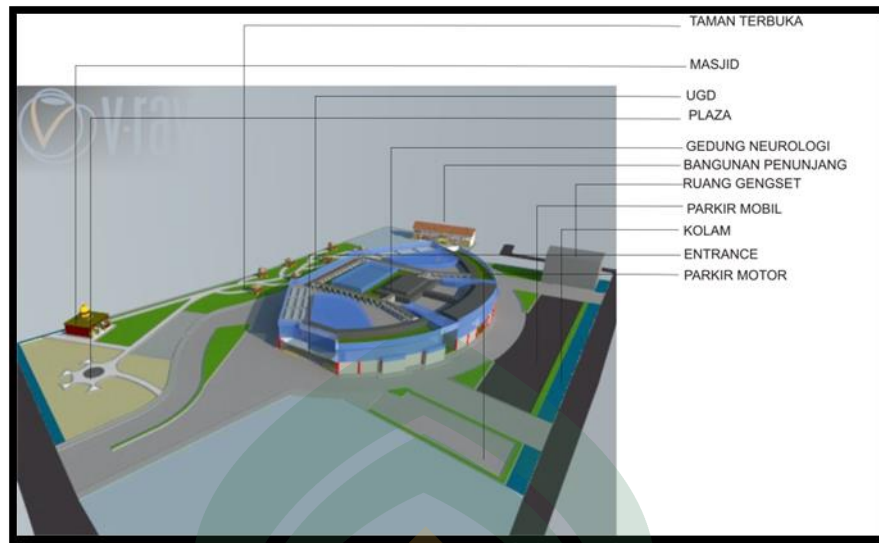 TAMAN TERBUKA
MASJID
UGD
PLAZA
GEDUNG NEUROLOGI
BANGUNAN PENUNJANG
RUANG GENGSET
PARKIR MOBIL
KOLAM
ENTRANCE
PARKIR MOTOR
v·ray